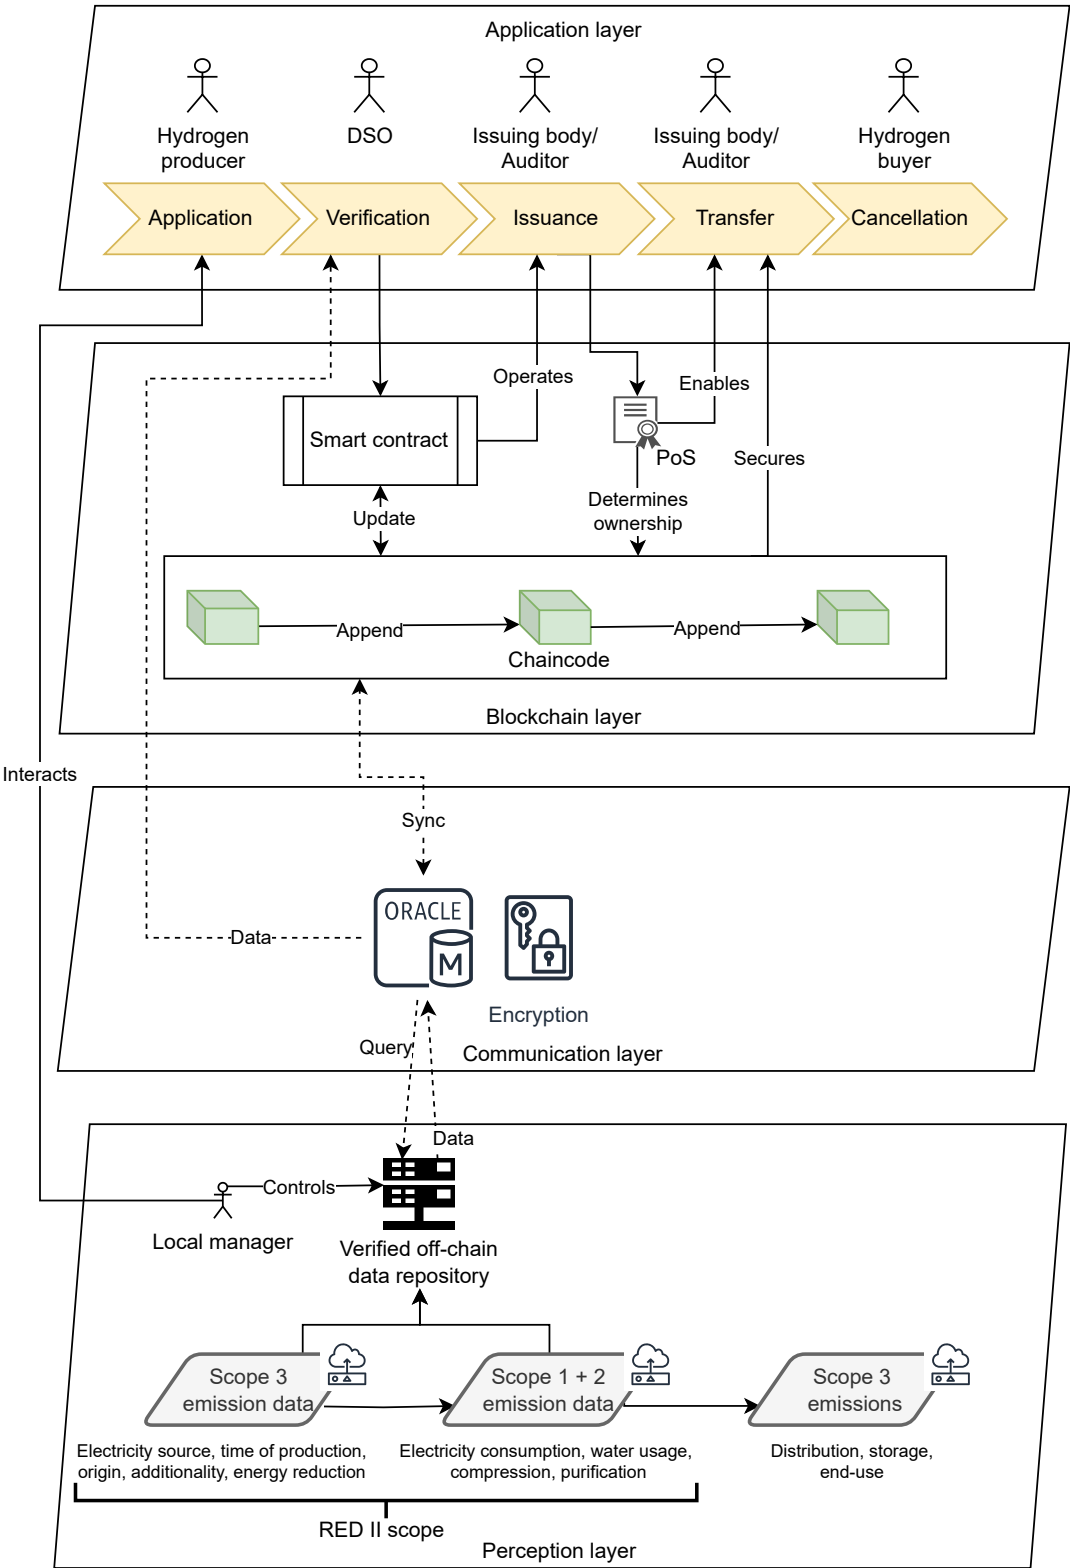 Application layer
Hydrogen
producer
DSO
Issuing body/
Auditor
Issuing body/
Auditor
Hydrogen
buyer
Application
Verification
Issuance
Transfer
Cancellation
Operates
Enables
Smart contract
PoS
Secures
Determines
ownership
Update
Append
Append
Chaincode
Blockchain layer
Interacts
Sync
ORACLE
M
Data
Encryption
Query
Communication layer
Data
Controls
Local manager
Verified off-chain
data repository
Scope 3
emission data
Scope 1 + 2
emission data
Scope 3
emissions
Electricity source, time of production,
origin, additionality, energy reduction
Electricity consumption, water usage,
compression, purification
Distribution, storage,
end-use
RED II scope
Perception layer